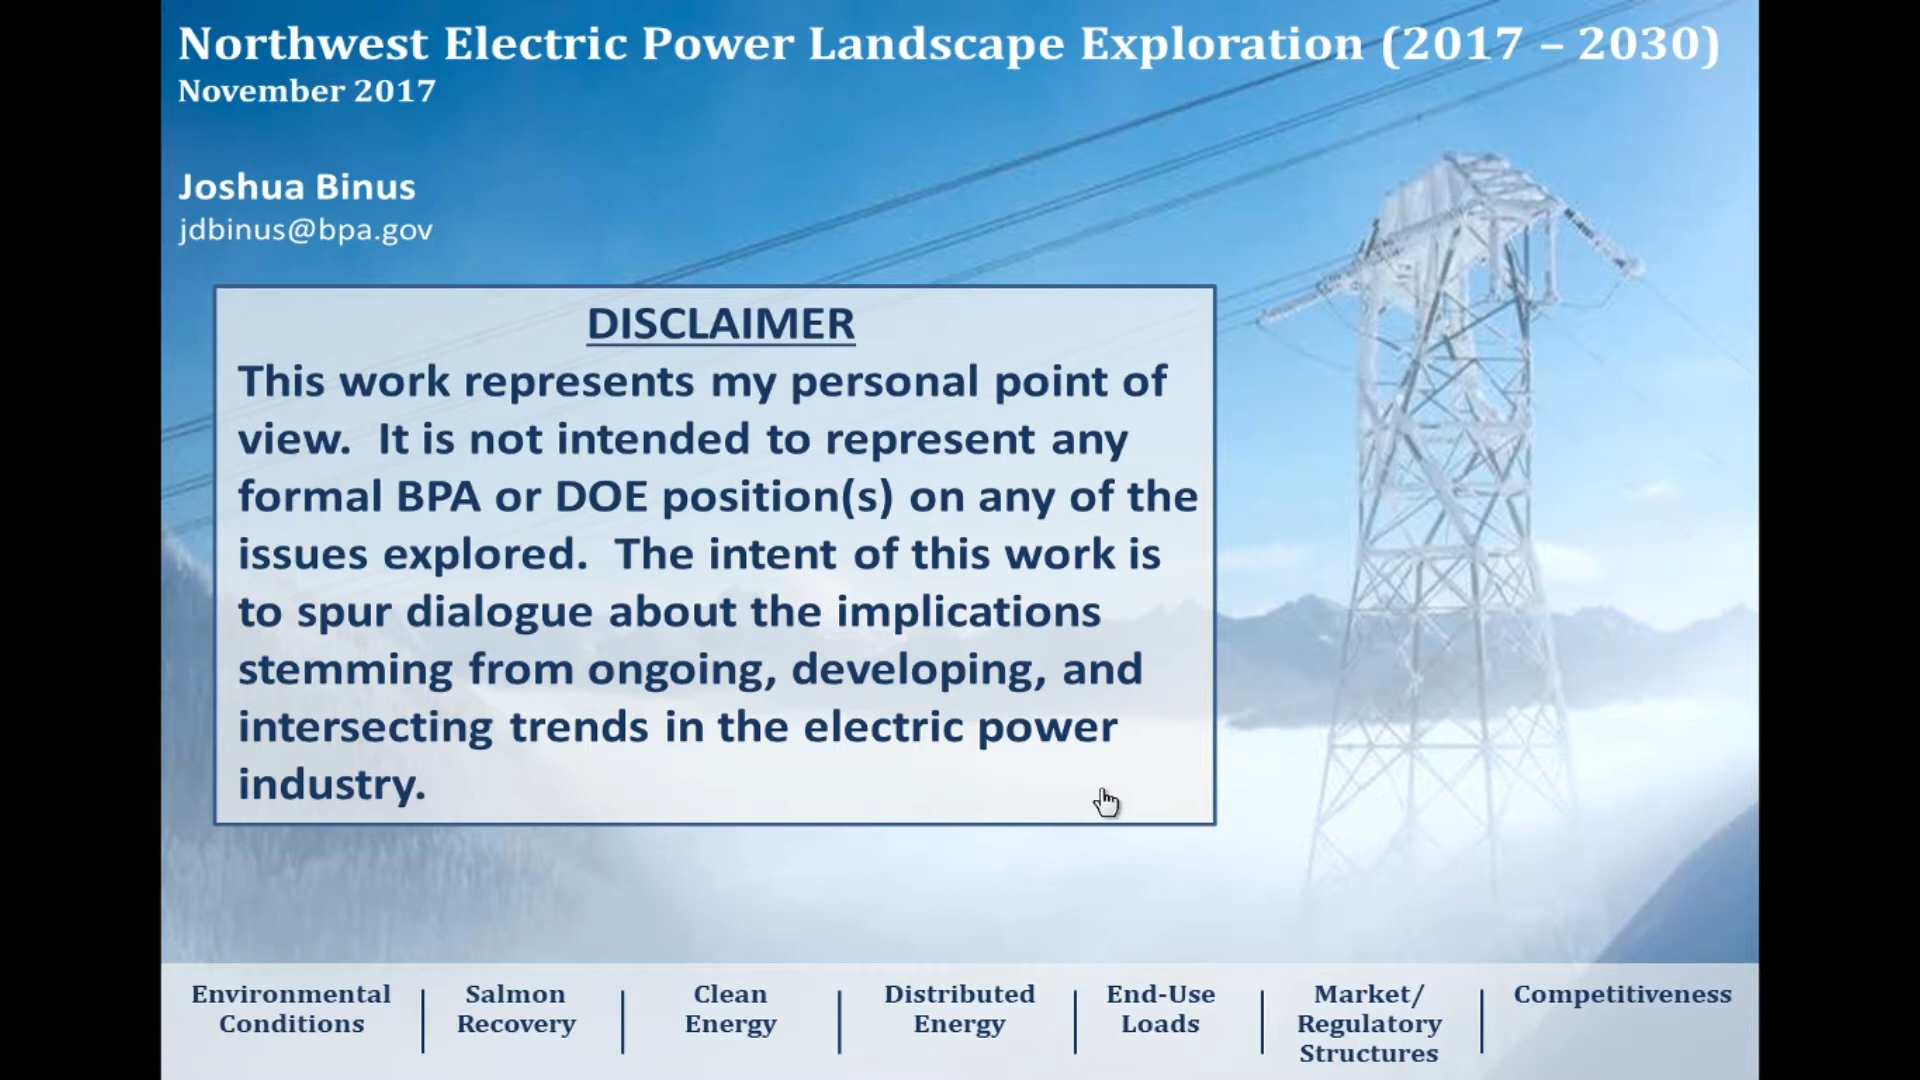 Northwest Electric Power Landscape Exploration (2017 – 2030)
November 2017
Joshua Binus
jdbinus@bpa.gov
DISCLAIMER
This work represents my personal point of
view.  It is not intended to represent any
formal BPA or DOE position(s) on any of the
issues explored.  The intent of this work is
to spur dialogue about the implications
stemming from ongoing, developing, and
intersecting trends in the electric power
industry.
Environmental
Conditions
Salmon
Recovery
Clean
Energy
Distributed
Energy
End-Use
Loads
Market/
Regulatory
Structures
Competitiveness